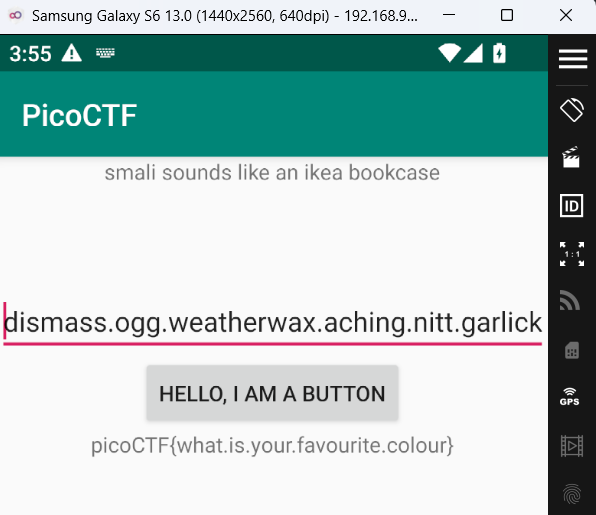 Samsung Galaxy S6 13.0 (1440x2560, 640dpi) - 192.168.9...
3:55
PicoCTF
smali sounds like an ikea bookcase
dismass.ogg.weatherwax.aching.nitt.garlick
HELLO, I AM A BUTTON
picoCTF{what.is.your.favourite.colour}
ID
1:1
GPS